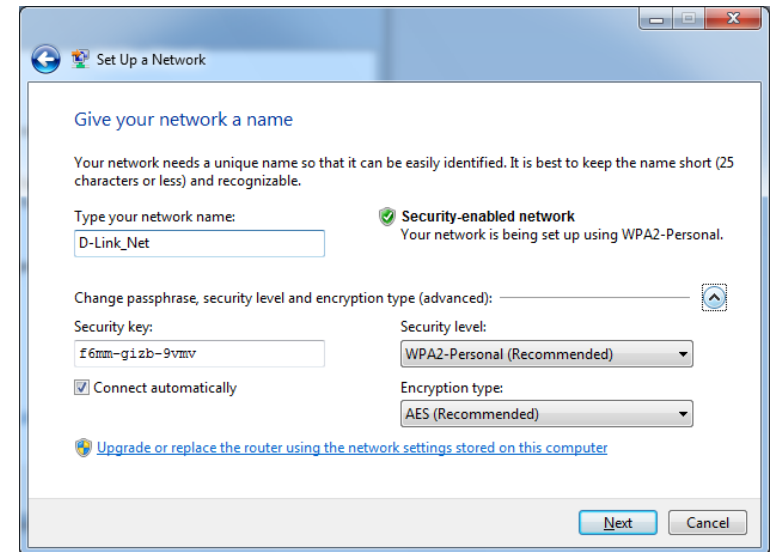 Set Up a Network
Give your network a name
Your network needs a unique name so that it can be easily identified. It is best to keep the name short (25
characters or less) and recognizable.
Type your network name:
D-Link_Net
Security-enabled network
Your network is being set up using WPA2-Personal.
Change passphrase, security level and encryption type (advanced):
Security key:
f6mm-gizb-9vmv
Security level:
WPA2-Personal (Recommended)
Connect automatically
Encryption type:
AES (Recommended)
Upgrade or replace the router using the network settings stored on this computer
Next
Cancel